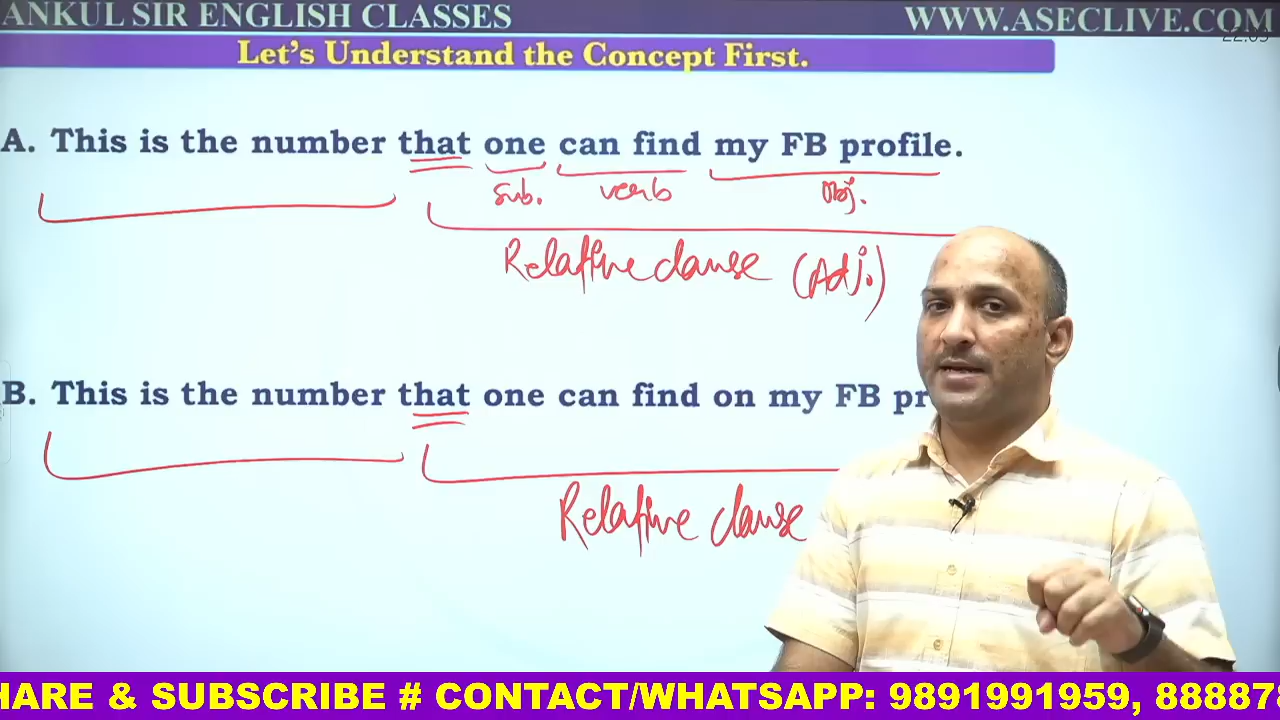 ANKUL SIR ENGLISH CLASSES WWW.ASECLIVE.COM
Let's Understand the Concept First.
A. This is the number that one can find my FB profile.
sub. verb obj.
Relative clause (Adj.)
B. This is the number that one can find on my FB pr
Relative clause
HARE & SUBSCRIBE # CONTACT/WHATSAPP: 9891991959, 88887